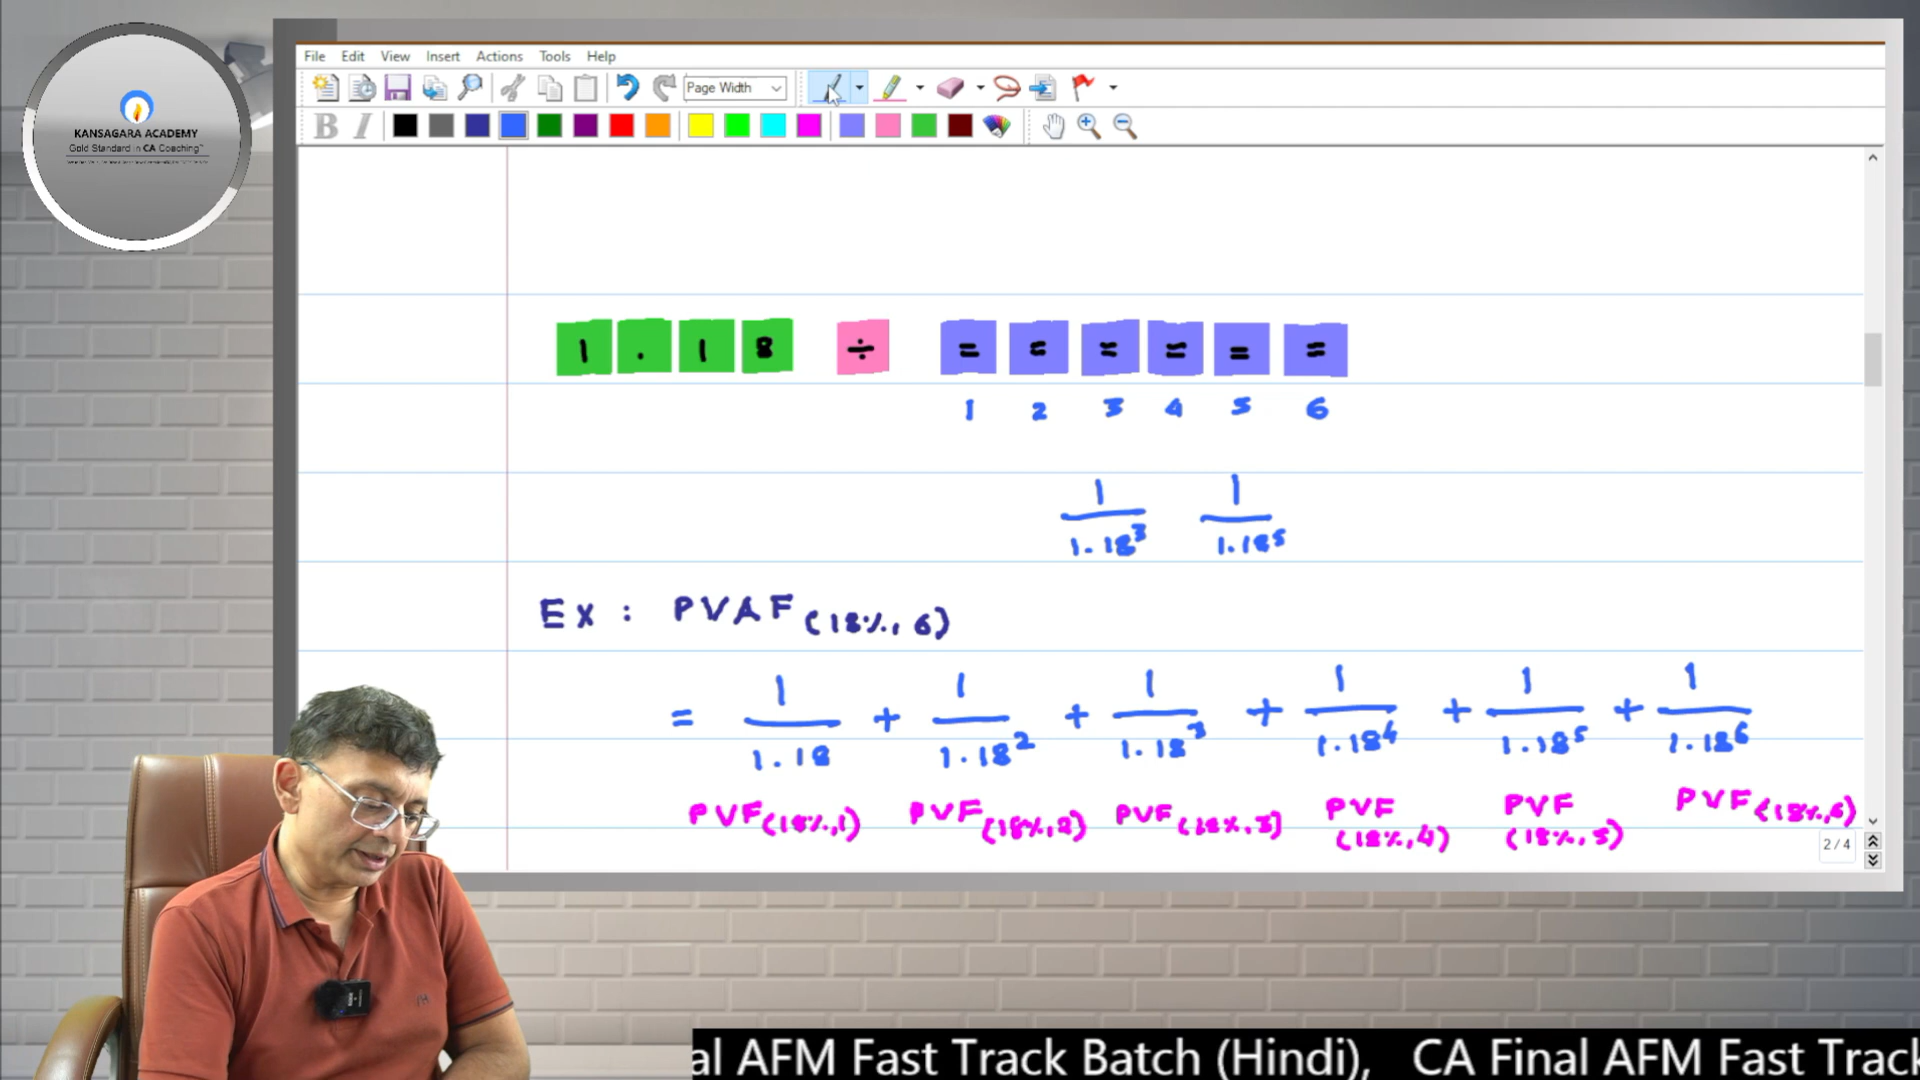 KANSAGARA ACADEMY
Gold Standard in CA Coaching™
File Edit View Insert Actions Tools Help
Page Width
B I
1 . 1 8 ÷ = = = = = =
1 2 3 4 5 6
1 1
1.18³ 1.18⁵
Ex : PVAF (18%, 6)
= 1 + 1 + 1 + 1 + 1 + 1
1.18 1.18² 1.18³ 1.18⁴ 1.18⁵ 1.18⁶
PVF (18%, 1) PVF (18%, 2) PVF (18%, 3) PVF (18%, 4) PVF (18%, 5) PVF (18%, 6)
2 / 4
al AFM Fast Track Batch (Hindi), CA Final AFM Fast Track